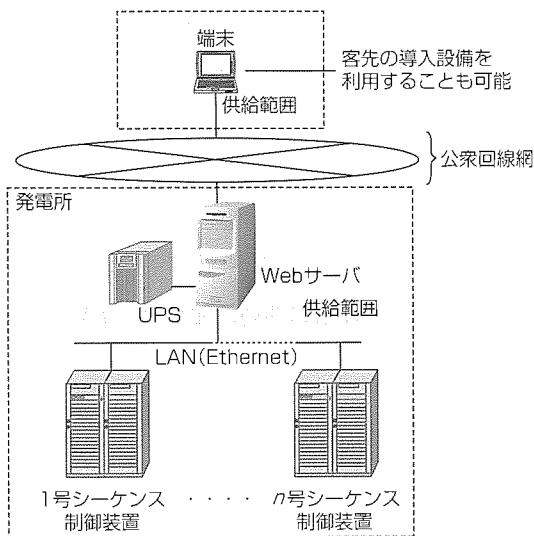 端末
客先の導入設備を
利用することも可能
供給範囲
公衆回線網
発電所
Webサーバ
UPS
供給範囲
LAN(Ethernet)
1号シーケンス
制御装置
・・・・
n号シーケンス
制御装置